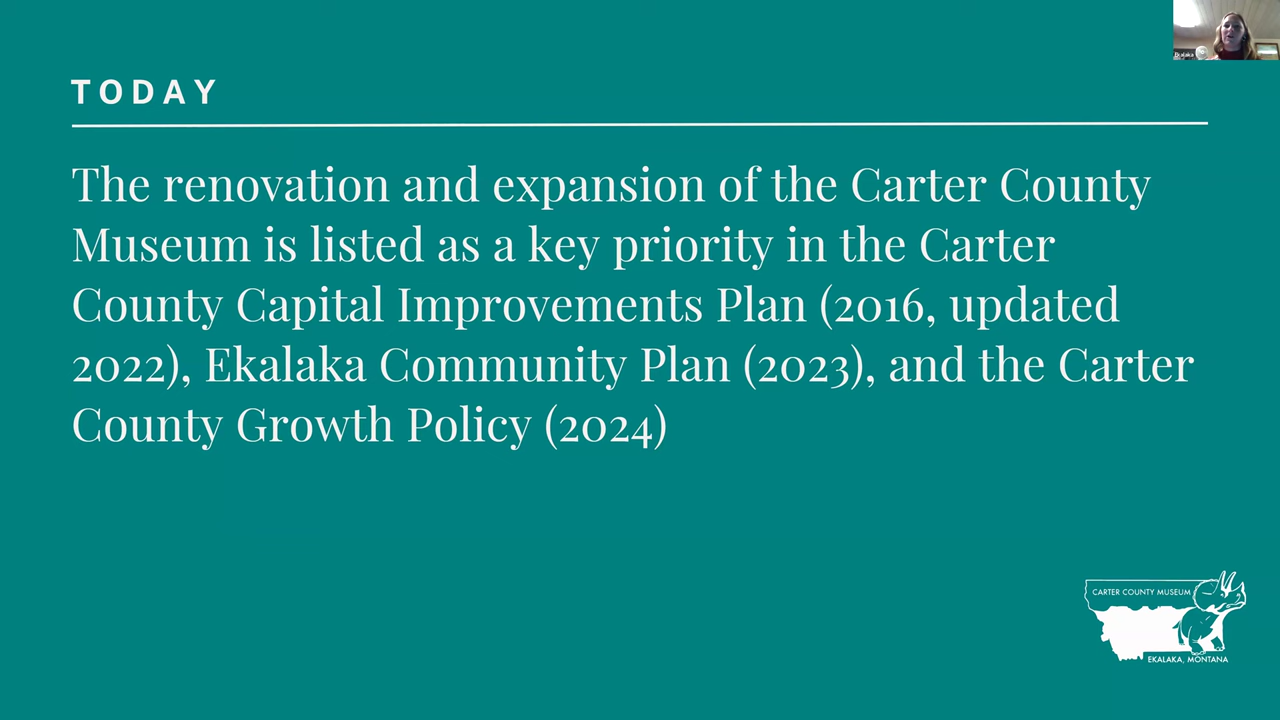 TODAY
The renovation and expansion of the Carter County
Museum is listed as a key priority in the Carter
County Capital Improvements Plan (2016, updated
2022), Ekalaka Community Plan (2023), and the Carter
County Growth Policy (2024)
CARTER COUNTY MUSEUM
EKALAKA, MONTANA
Ekalaka